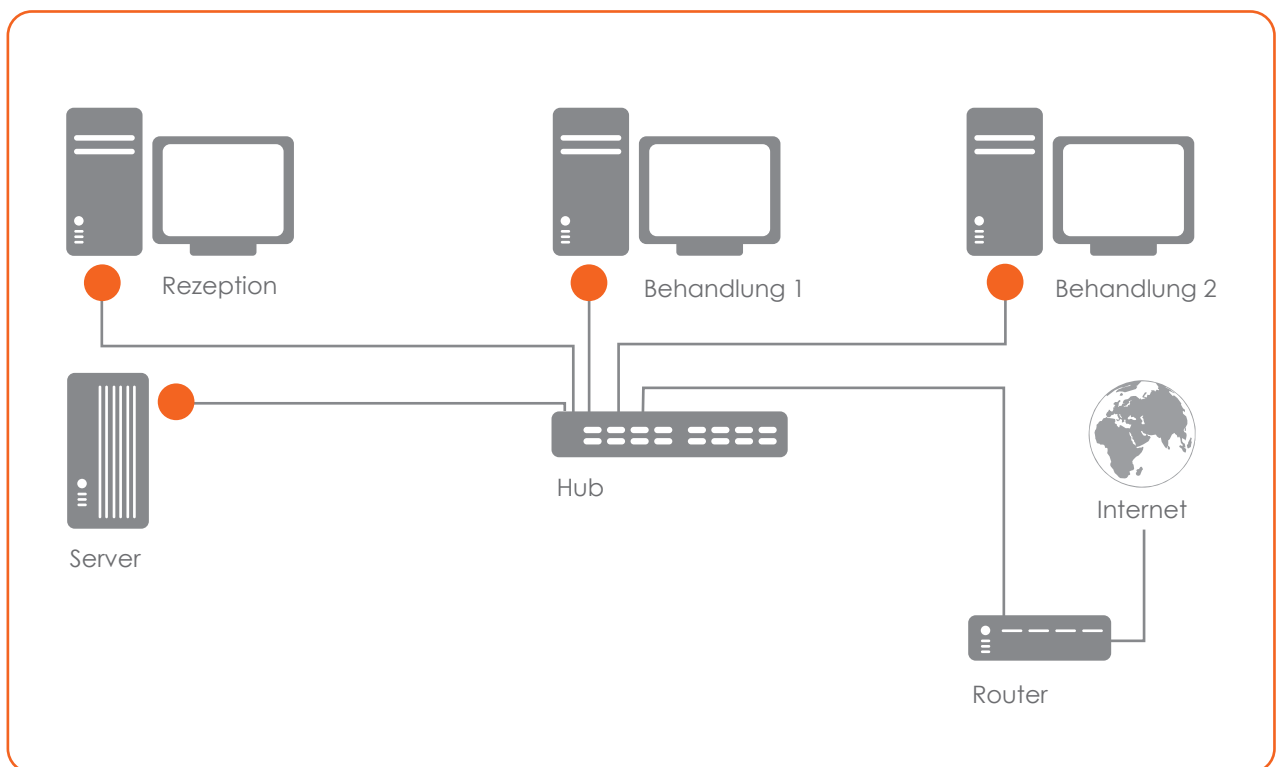 Rezeption
Behandlung 1
Behandlung 2
Hub
Internet
Server
Router